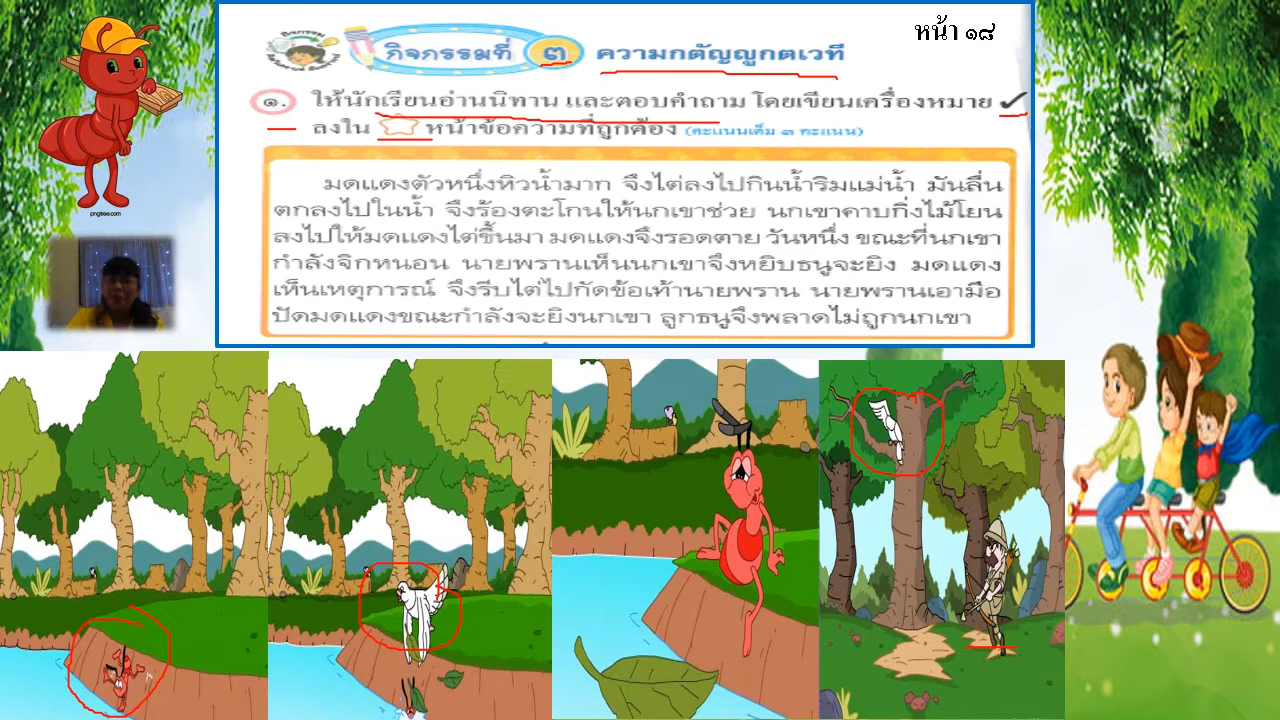 หน้า ๑๘
กิจกรรมที่ ๓ ความกตัญญูกตเวที
๑. ให้นักเรียนอ่านนิทาน และตอบคำถาม โดยเขียนเครื่องหมาย ✓
ลงใน ☆ หน้าข้อความที่ถูกต้อง (คะแนนเต็ม ๓ คะแนน)
มดแดงตัวหนึ่งหิวน้ำมาก จึงไต่ลงไปกินน้ำริมแม่น้ำ มันลื่น
ตกลงไปในน้ำ จึงร้องตะโกนให้นกเขาช่วย นกเขาคาบกิ่งไม้โยน
ลงไปให้มดแดงไต่ขึ้นมา มดแดงจึงรอดตาย วันหนึ่ง ขณะที่นกเขา
กำลังจิกหนอน นายพรานเห็นนกเขาจึงหยิบธนูจะยิง มดแดง
เห็นเหตุการณ์ จึงรีบไต่ไปกัดข้อเท้านายพราน นายพรานเอามือ
ปัดมดแดงขณะกำลังจะยิงนกเขา ลูกธนูจึงพลาดไม่ถูกนกเขา
pngtree.com